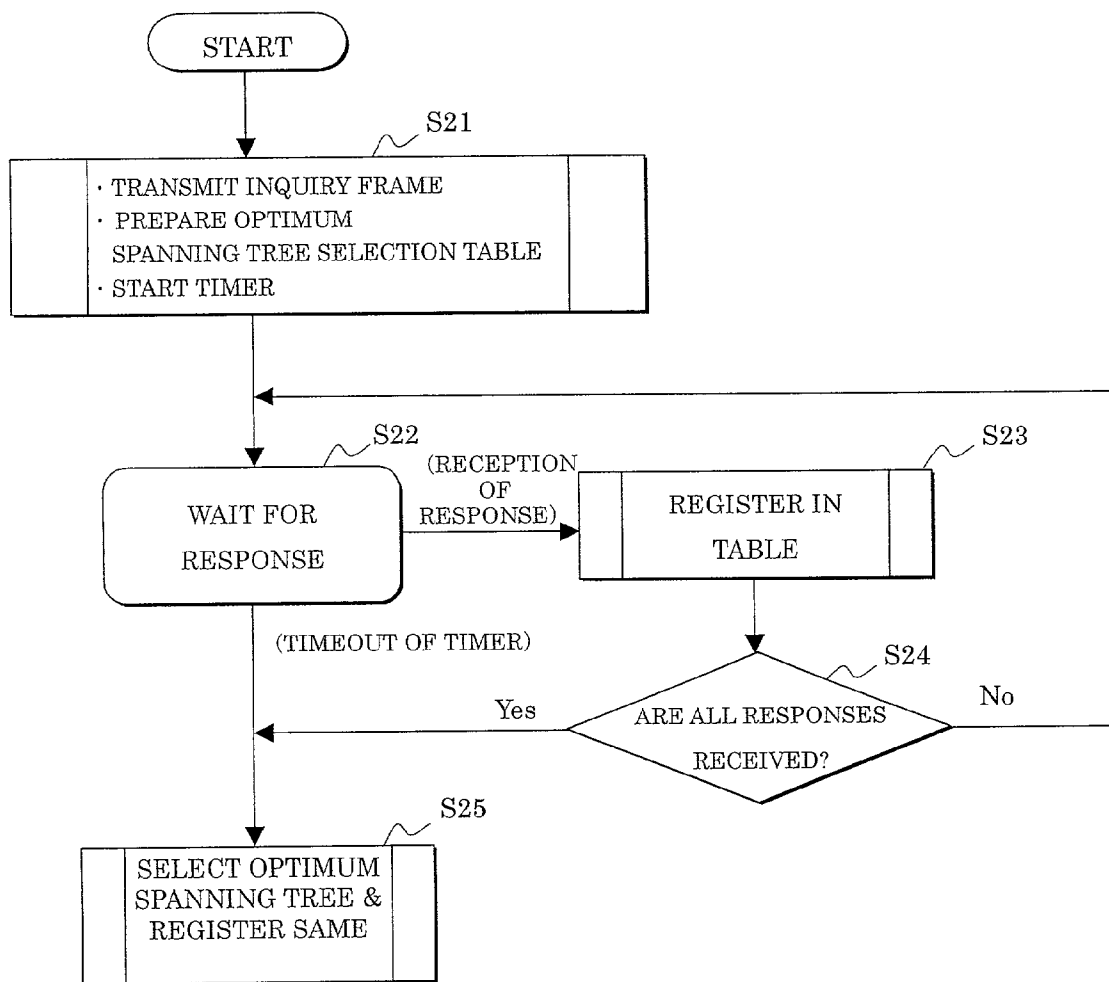 START
S21
· TRANSMIT INQUIRY FRAME
· PREPARE OPTIMUM
SPANNING TREE SELECTION TABLE
· START TIMER
S22
WAIT FOR
RESPONSE
(RECEPTION
OF
RESPONSE)
S23
REGISTER IN
TABLE
(TIMEOUT OF TIMER)
S24
ARE ALL RESPONSES
RECEIVED?
Yes
No
S25
SELECT OPTIMUM
SPANNING TREE &
REGISTER SAME